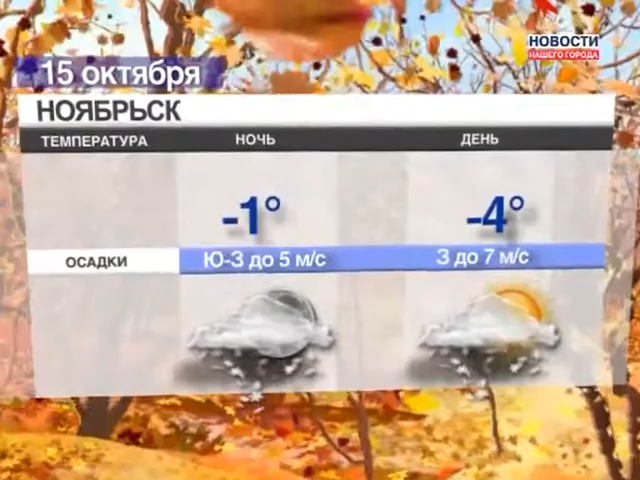 НОВОСТИ
НАШЕГО ГОРОДА
15 октября
НОЯБРЬСК
ТЕМПЕРАТУРА НОЧЬ ДЕНЬ
-1° -4°
ОСАДКИ Ю-З до 5 м/с З до 7 м/с